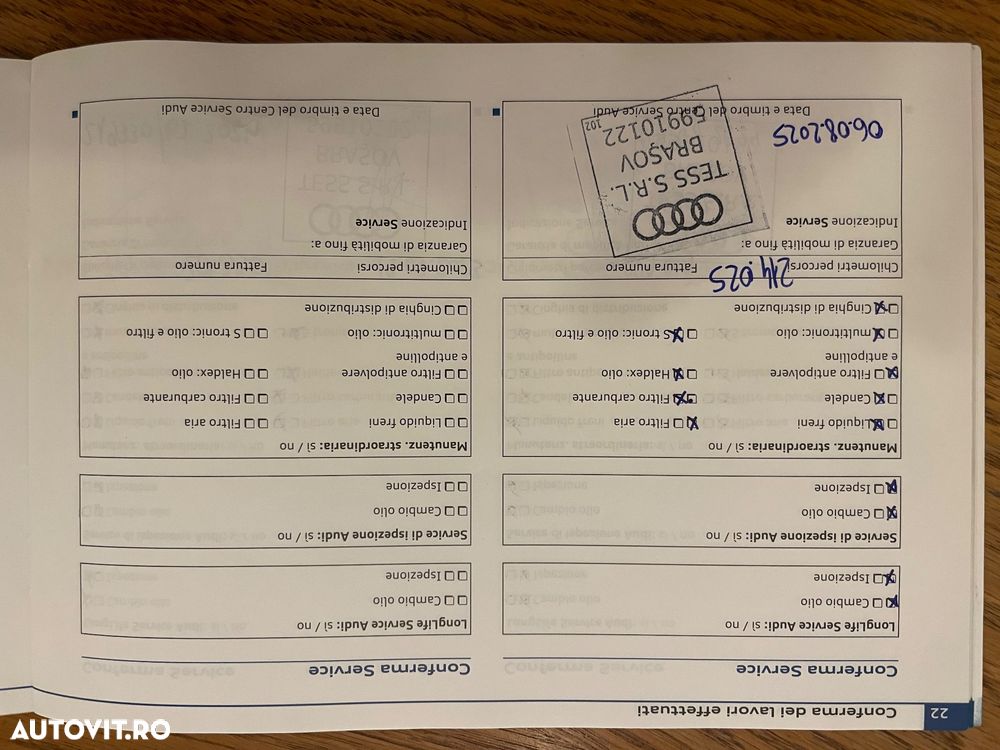 22 Conferma dei lavori effettuati
Conferma Service
LongLife Service Audi: sì / no
Cambio olio
Ispezione
Service di ispezione Audi: sì / no
Cambio olio
Ispezione
Manutenz. straordinaria: sì / no
Liquido freni
Filtro aria
Candele
Filtro carburante
Filtro antipolvere
e antipolline
Haldex: olio
multitronic: olio
S tronic: olio e filtro
Cinghia di distribuzione
Chilometri percorsi
Fattura numero
214.025
Garanzia di mobilità fino a:
Indicazione Service
TESS S.R.L.
BRAȘOV
59910122
102
06.08.2025
Data e timbro del Centro Service Audi
Conferma Service
LongLife Service Audi: sì / no
Cambio olio
Ispezione
Service di ispezione Audi: sì / no
Cambio olio
Ispezione
Manutenz. straordinaria: sì / no
Liquido freni
Filtro aria
Candele
Filtro carburante
Filtro antipolvere
e antipolline
Haldex: olio
multitronic: olio
S tronic: olio e filtro
Cinghia di distribuzione
Chilometri percorsi
Fattura numero
Garanzia di mobilità fino a:
Indicazione Service
Data e timbro del Centro Service Audi
AUTOVIT.RO